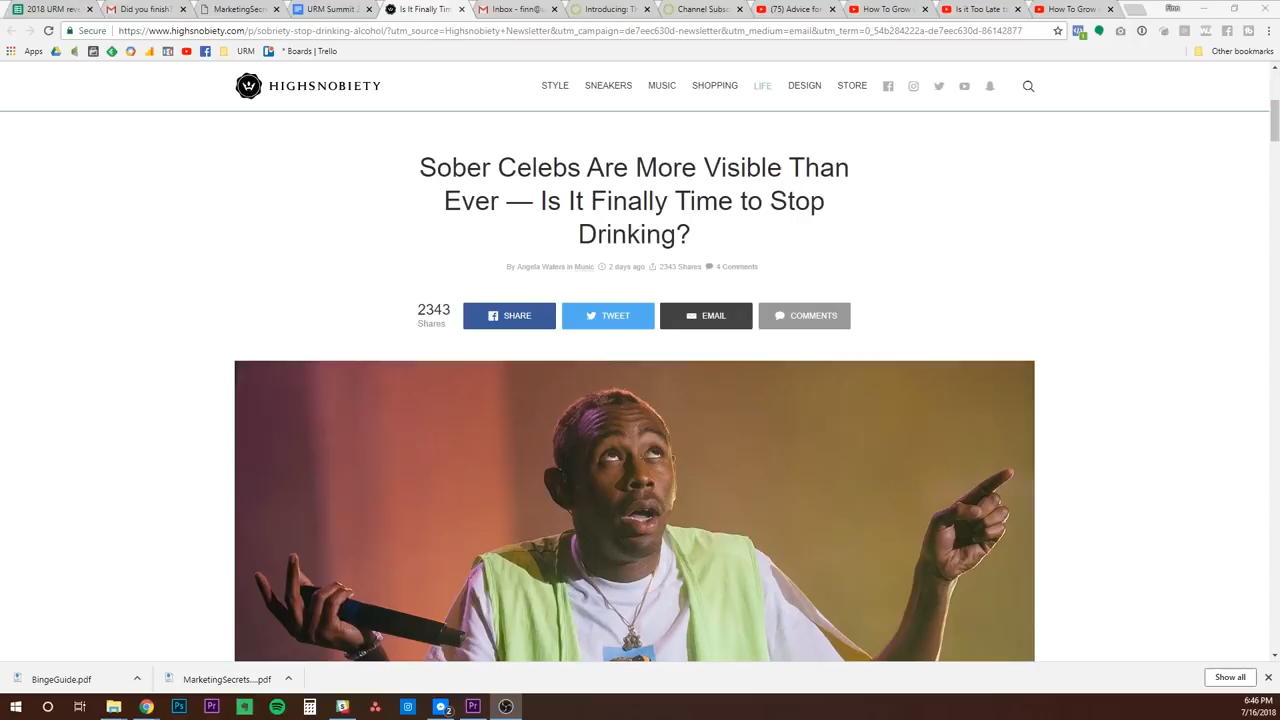 2018 URM reve
Did you finish?
MarketingSecre
URM Summit
Is It Finally Tim
Inbox - finn@u
Introducing: Th
Channel Subsc
(75) Advice for
How To Grow
Is it Too Late to
How To Grow
Finn
Secure
https://www.highsnobiety.com/p/sobriety-stop-drinking-alcohol/?utm_source=Highsnobiety+Newsletter&utm_campaign=de7eec630d-newsletter&utm_medium=email&utm_term=0_54b284222a-de7eec630d-86142877
Apps
URM
* Boards | Trello
Other bookmarks
HIGHSNOBIETY
STYLE SNEAKERS MUSIC SHOPPING LIFE DESIGN STORE
Sober Celebs Are More Visible Than
Ever — Is It Finally Time to Stop
Drinking?
By Angela Waters in Music 2 days ago 2343 Shares 4 Comments
2343
Shares
SHARE
TWEET
EMAIL
COMMENTS
BingeGuide.pdf
MarketingSecrets....pdf
Show all
2
6:46 PM
7/16/2018